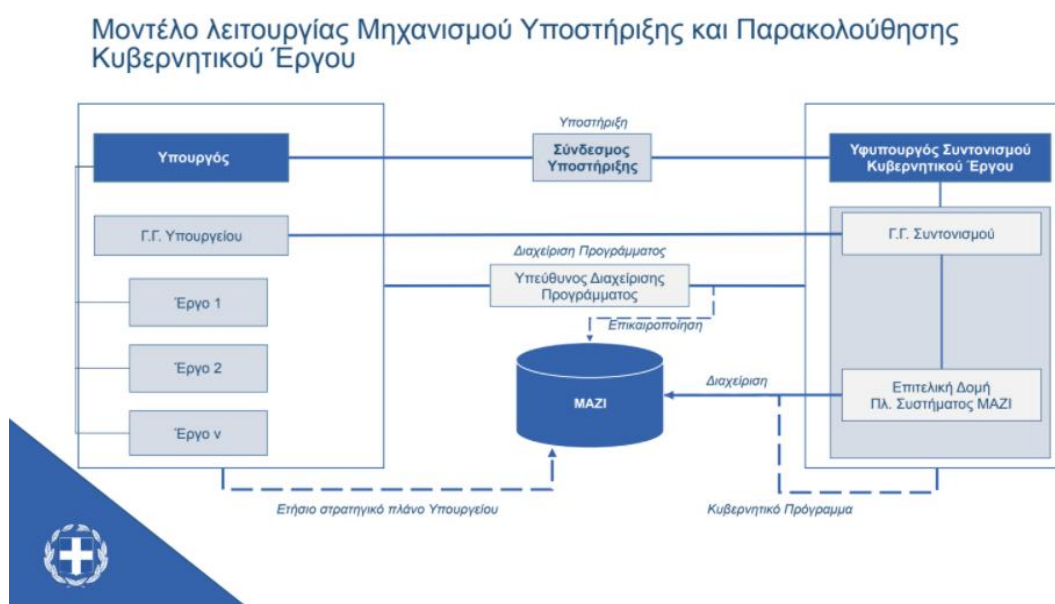 Μοντέλο λειτουργίας Μηχανισμού Υποστήριξης και Παρακολούθησης
Κυβερνητικού Έργου
Υποστήριξη
Υπουργός
Σύνδεσμος
Υποστήριξης
Υφυπουργός Συντονισμού
Κυβερνητικού Έργου
Γ.Γ. Υπουργείου
Γ.Γ. Συντονισμού
Διαχείριση Προγράμματος
Υπεύθυνος Διαχείρισης
Προγράμματος
Έργο 1
Επικαιροποίηση
Έργο 2
Διαχείριση
Επιτελική Δομή
Πλ. Συστήματος ΜΑΖΙ
ΜΑΖΙ
Έργο ν
Ετήσιο στρατηγικό πλάνο Υπουργείου
Κυβερνητικό Πρόγραμμα